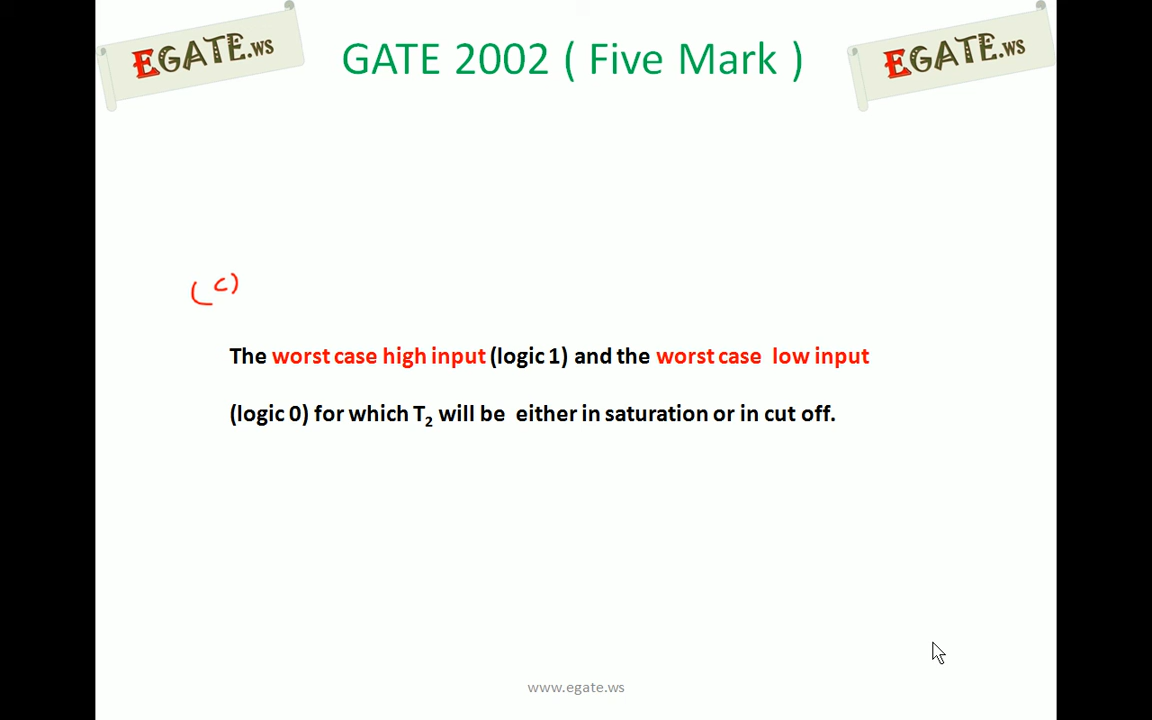 EGATE.ws
GATE 2002 ( Five Mark )
EGATE.ws
(c)
The worst case high input (logic 1) and the worst case low input
(logic 0) for which T₂ will be either in saturation or in cut off.
www.egate.ws